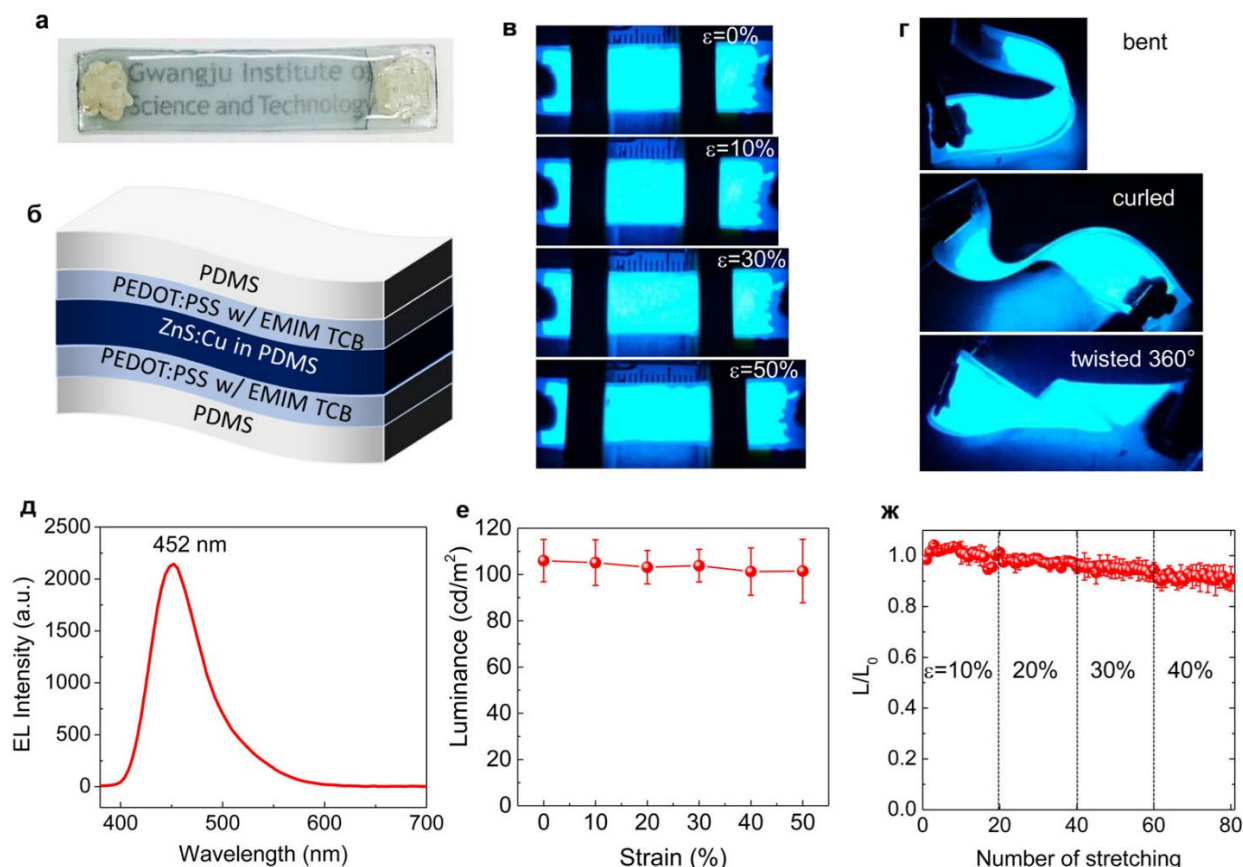 а
Gwangju Institute of
Science and Technology
б
PDMS
PEDOT:PSS w/ EMIM TCB
ZnS:Cu in PDMS
PEDOT:PSS w/ EMIM TCB
PDMS
в
ε=0%
ε=10%
ε=30%
ε=50%
г
bent
curled
twisted 360°
д
452 nm
EL Intensity (a.u.)
2500
2000
1500
1000
500
0
400 500 600 700
Wavelength (nm)
е
Luminance (cd/m²)
120
100
80
60
40
20
0
0 10 20 30 40 50
Strain (%)
ж
L/L₀
1.0
0.8
0.6
0.4
0.2
0.0
ε=10% 20% 30% 40%
0 20 40 60 80
Number of stretching